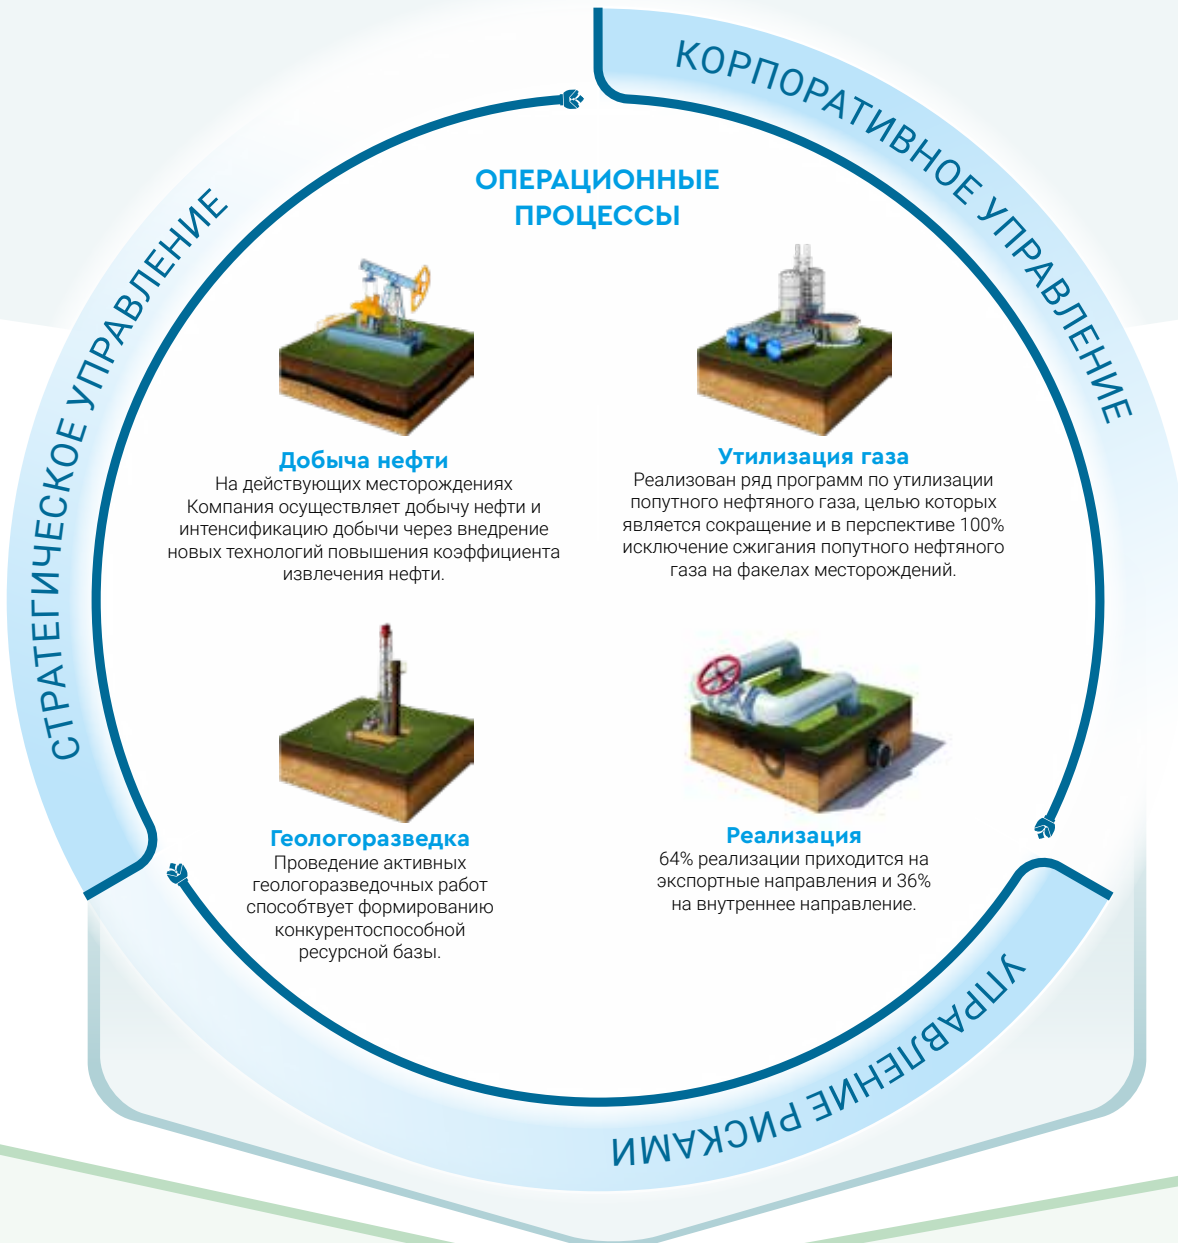 КОРПОРАТИВНОЕ УПРАВЛЕНИЕ
СТРАТЕГИЧЕСКОЕ УПРАВЛЕНИЕ
ОПЕРАЦИОННЫЕ
ПРОЦЕССЫ
Добыча нефти
На действующих месторождениях
Компания осуществляет добычу нефти и
интенсификацию добычи через внедрение
новых технологий повышения коэффициента
извлечения нефти.
Утилизация газа
Реализован ряд программ по утилизации
попутного нефтяного газа, целью которых
является сокращение и в перспективе 100%
исключение сжигания попутного нефтяного
газа на факелах месторождений.
Геологоразведка
Проведение активных
геологоразведочных работ
способтвует формированию
конкурентоспособной
ресурсной базы.
Реализация
64% реализации приходится на
экспортные направления и 36%
на внутреннее направление.
УПРАВЛЕНИЕ РИСКАМИ